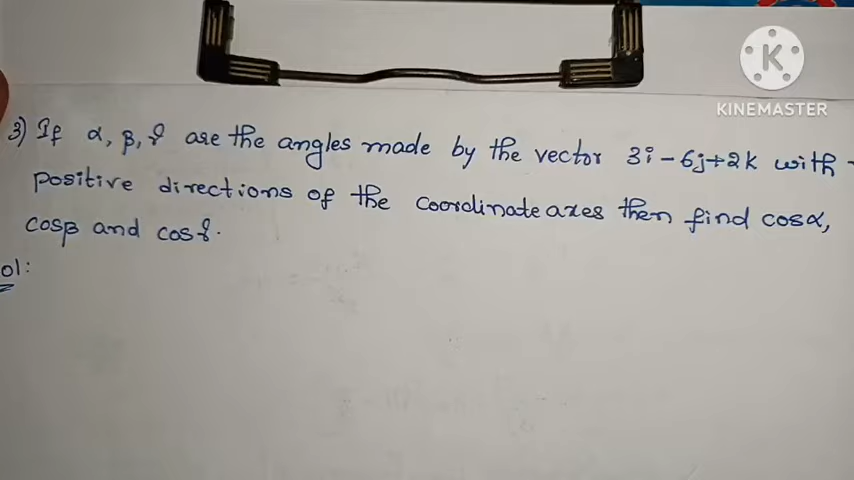 KINEMASTER
3) If α, β, γ are the angles made by the vector 3i - 6j + 2k with
positive directions of the coordinate axes then find cosα,
cosβ and cosγ.
ol: